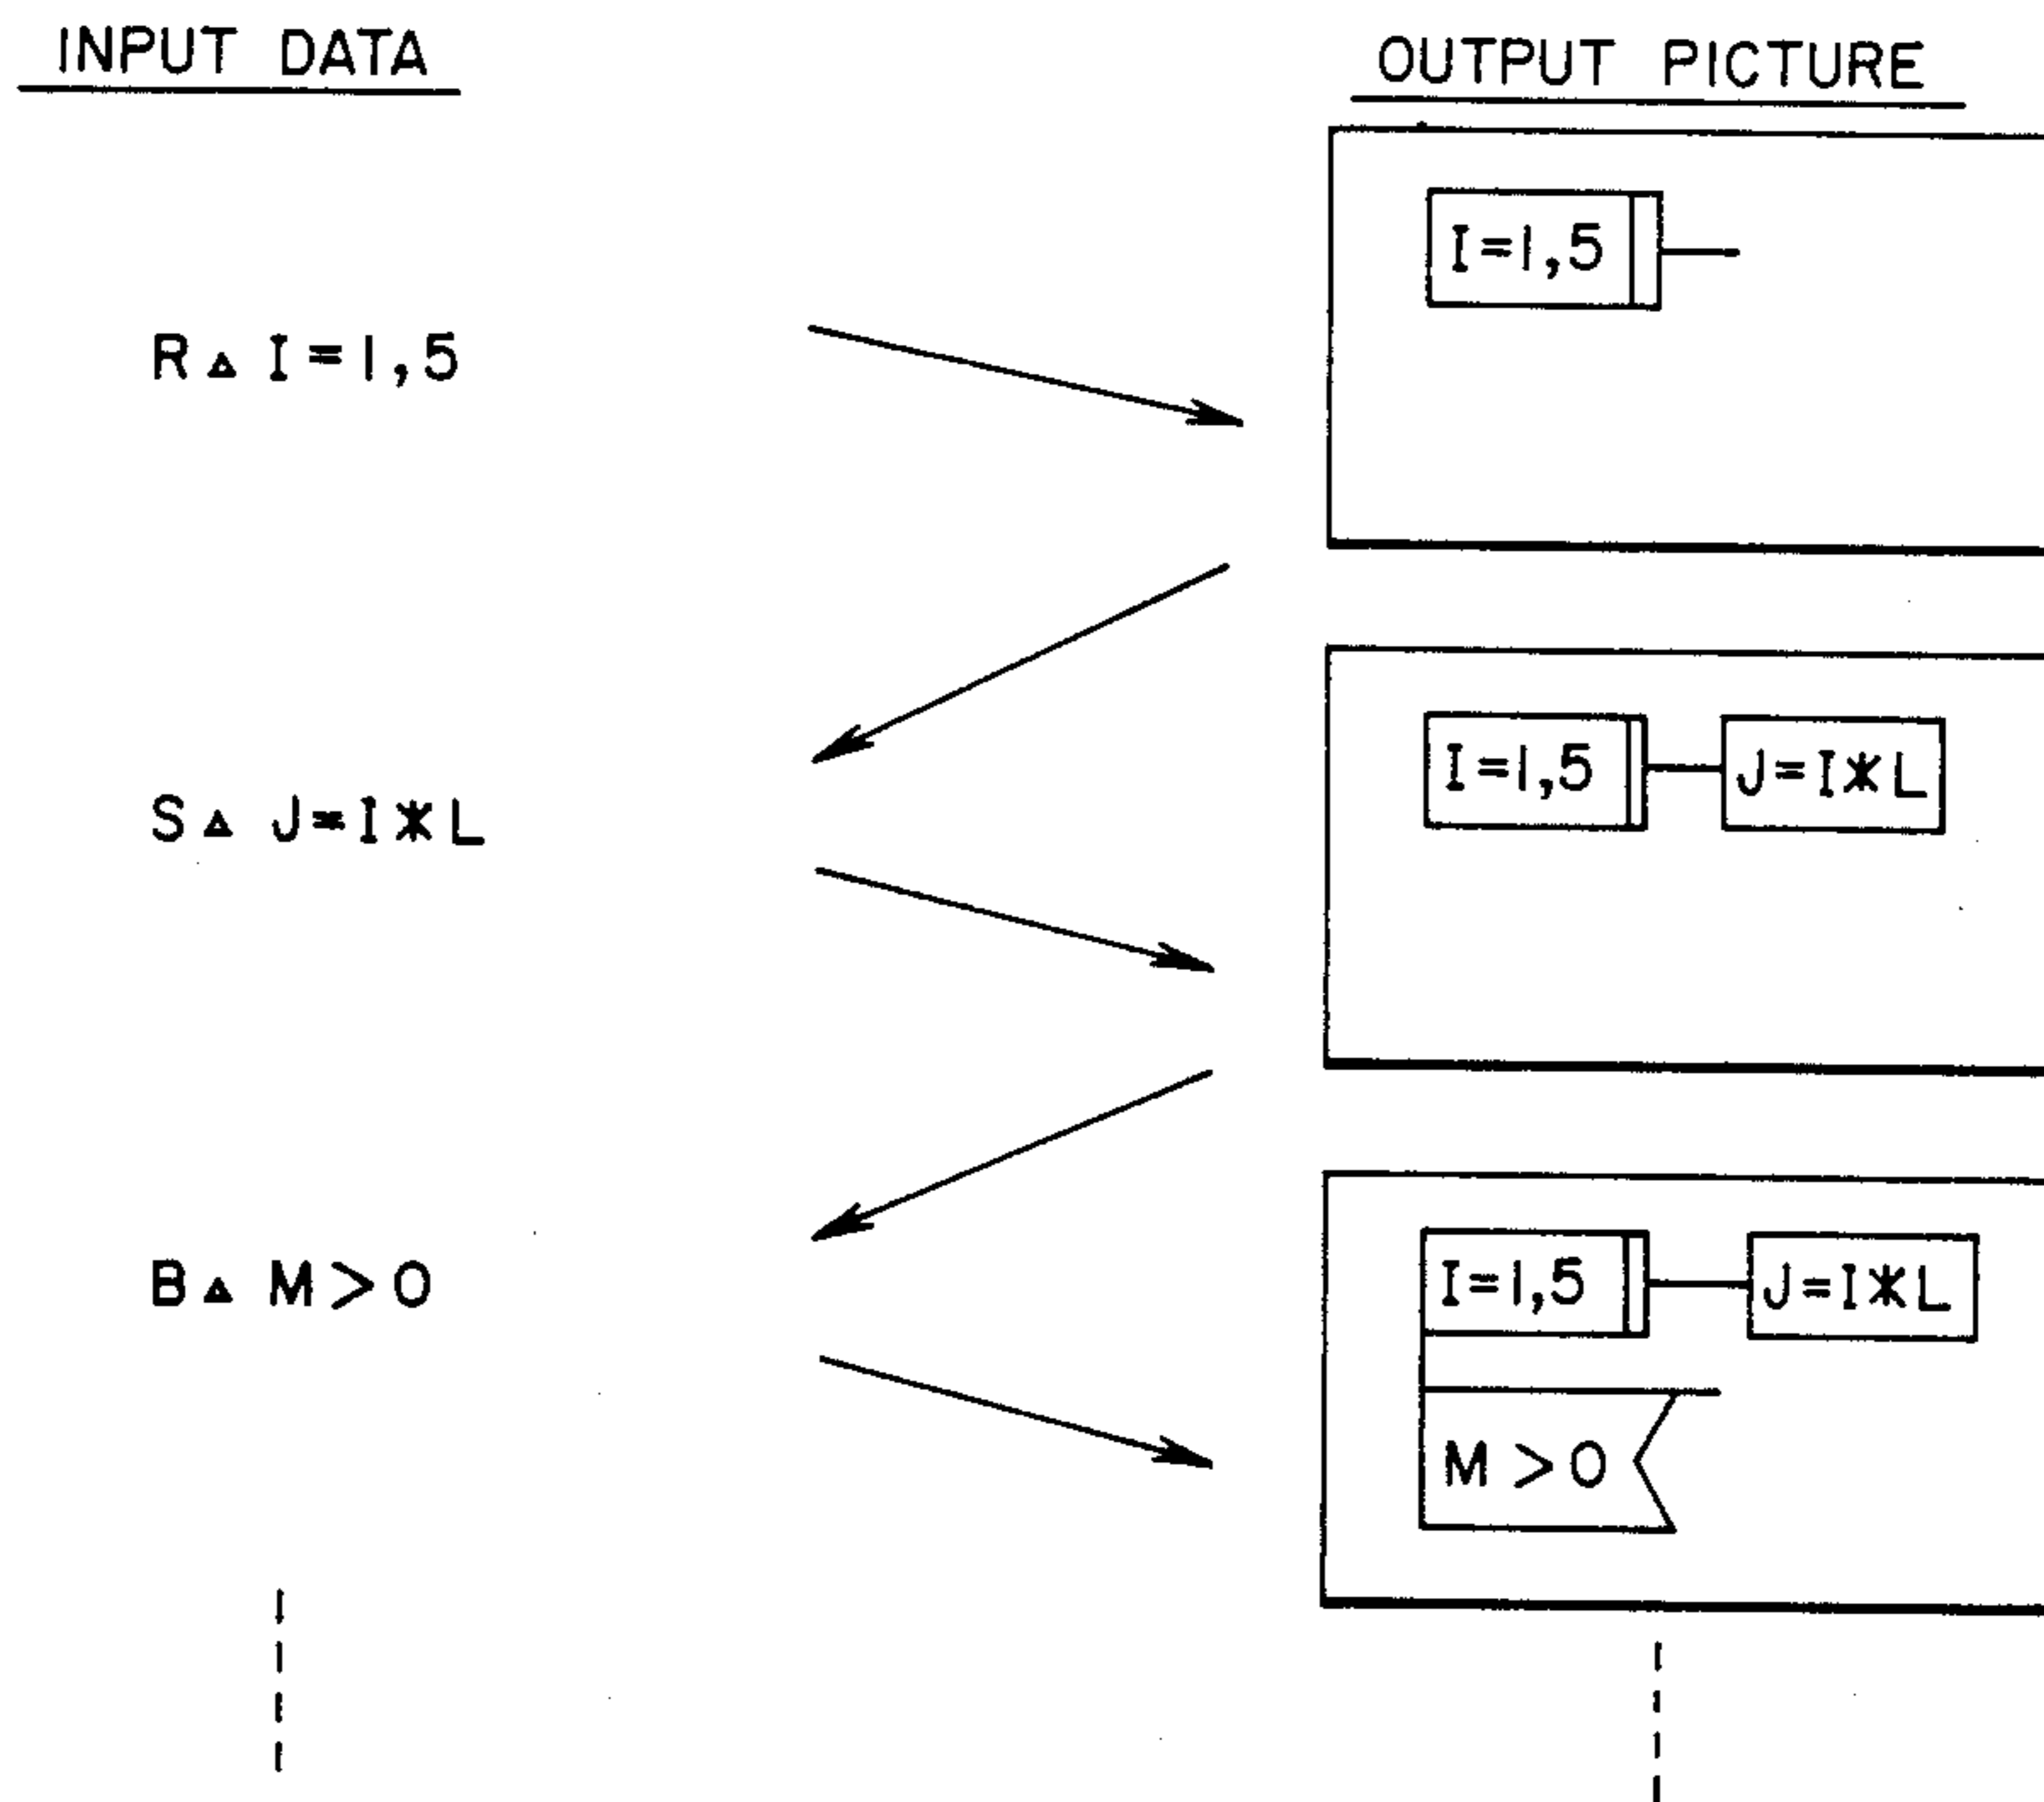 INPUT DATA
OUTPUT PICTURE
R▵ I=1,5
I=1,5
S▵ J=I*L
I=1,5 J=I*L
B▵ M>0
I=1,5 J=I*L
M>0